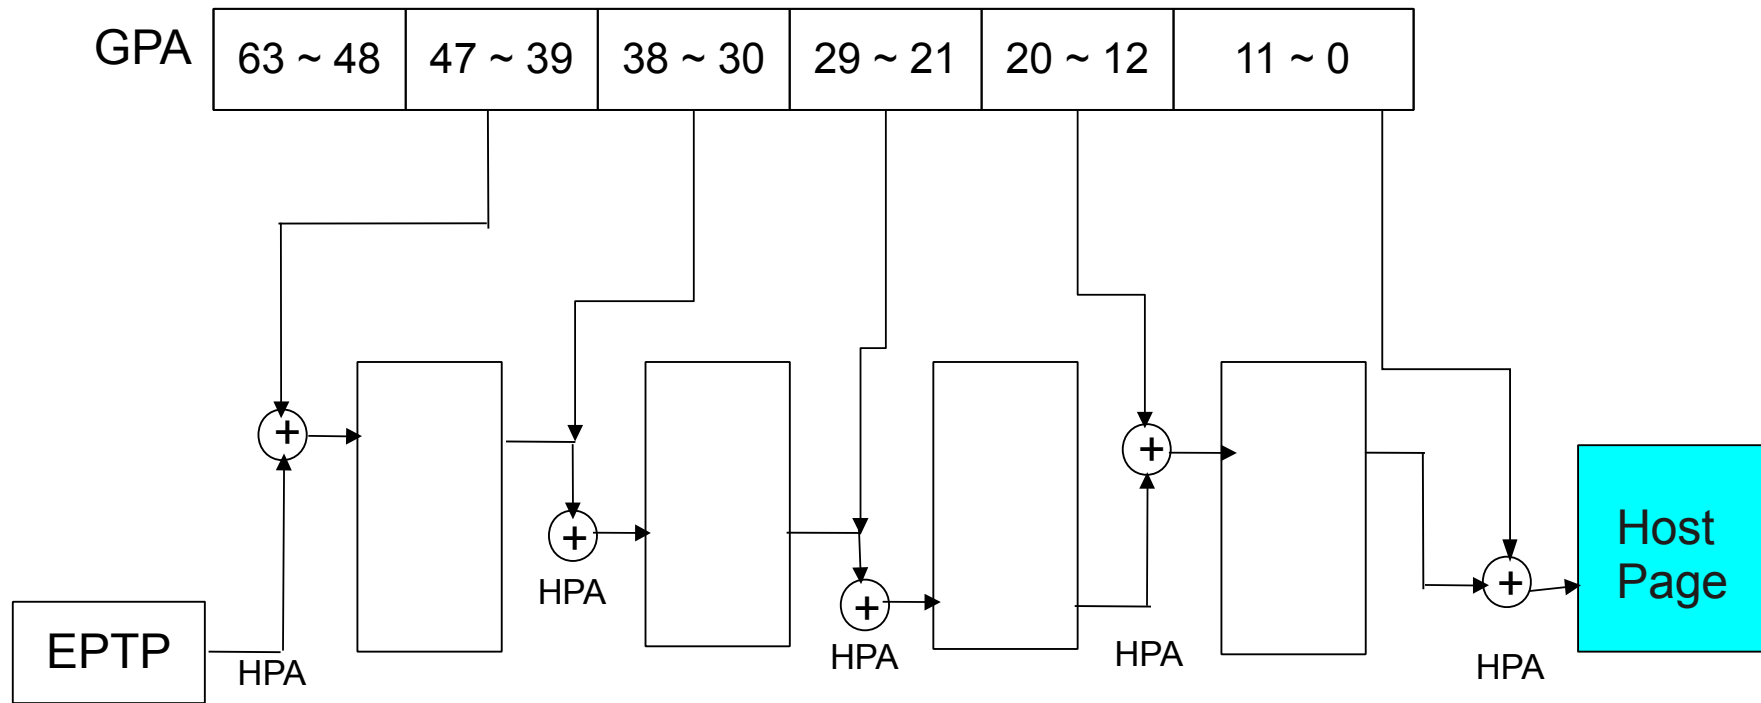 GPA
63 ~ 48
47 ~ 39
38 ~ 30
29 ~ 21
20 ~ 12
11 ~ 0
+
+
+
+
+
HPA
HPA
HPA
HPA
HPA
EPTP
Host
Page